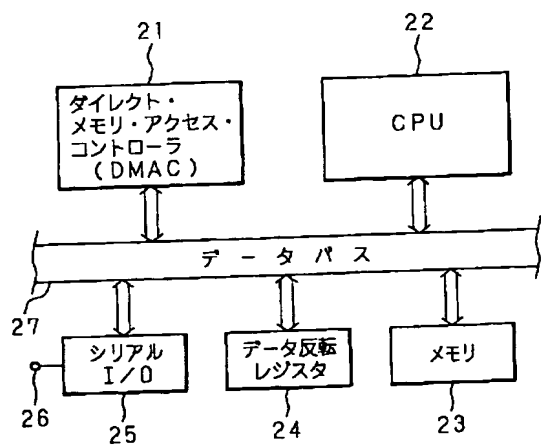 21
22
ダイレクト・
メモリ・アクセス・
コントローラ
(DMAC)
CPU
データバス
27
シリアル
I/O
データ反転
レジスタ
メモリ
26
25
24
23